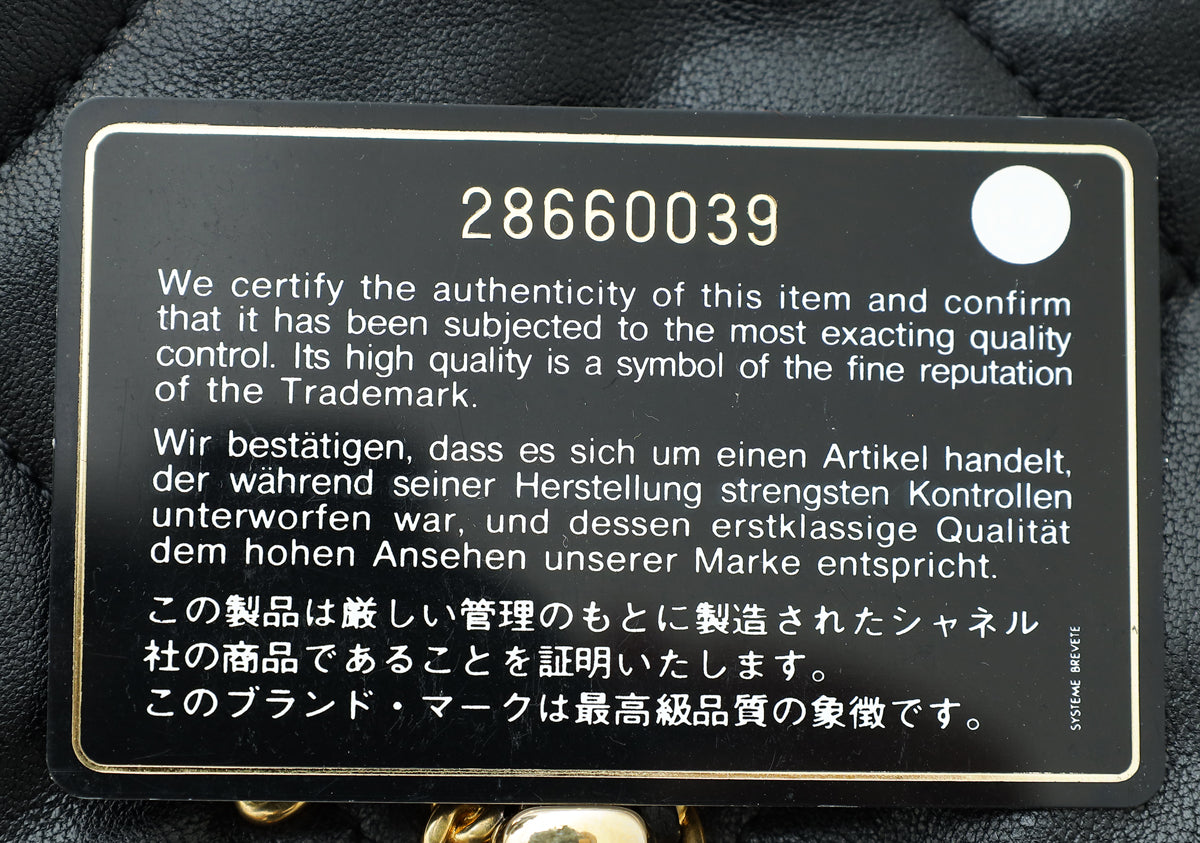 28660039
We certify the authenticity of this item and confirm
that it has been subjected to the most exacting quality
control. Its high quality is a symbol of the fine reputation
of the Trademark.
Wir bestätigen, dass es sich um einen Artikel handelt,
der während seiner Herstellung strengsten Kontrollen
unterworfen war, und dessen erstklassige Qualität
dem hohen Ansehen unserer Marke entspricht.
この製品は厳しい管理のもとに製造されたシャネル
社の商品であることを証明いたします。
このブランド・マークは最高級品質の象徴です。
SYSTEME BREVETE